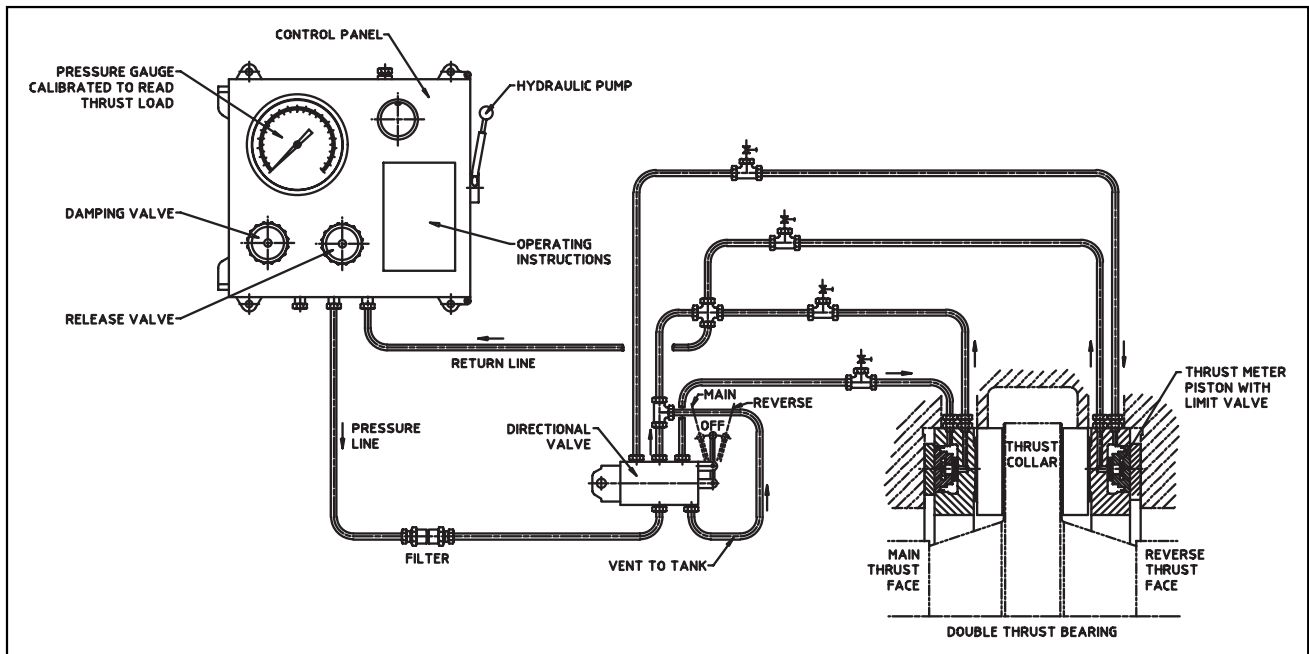 CONTROL PANEL
PRESSURE GAUGE
CALIBRATED TO READ
THRUST LOAD
HYDRAULIC PUMP
DAMPING VALVE
OPERATING
INSTRUCTIONS
RELEASE VALVE
RETURN LINE
THRUST METER
PISTON WITH
LIMIT VALVE
MAIN
REVERSE
OFF
PRESSURE
LINE
DIRECTIONAL
VALVE
THRUST
COLLAR
FILTER
VENT TO TANK
MAIN
THRUST
FACE
REVERSE
THRUST
FACE
DOUBLE THRUST BEARING